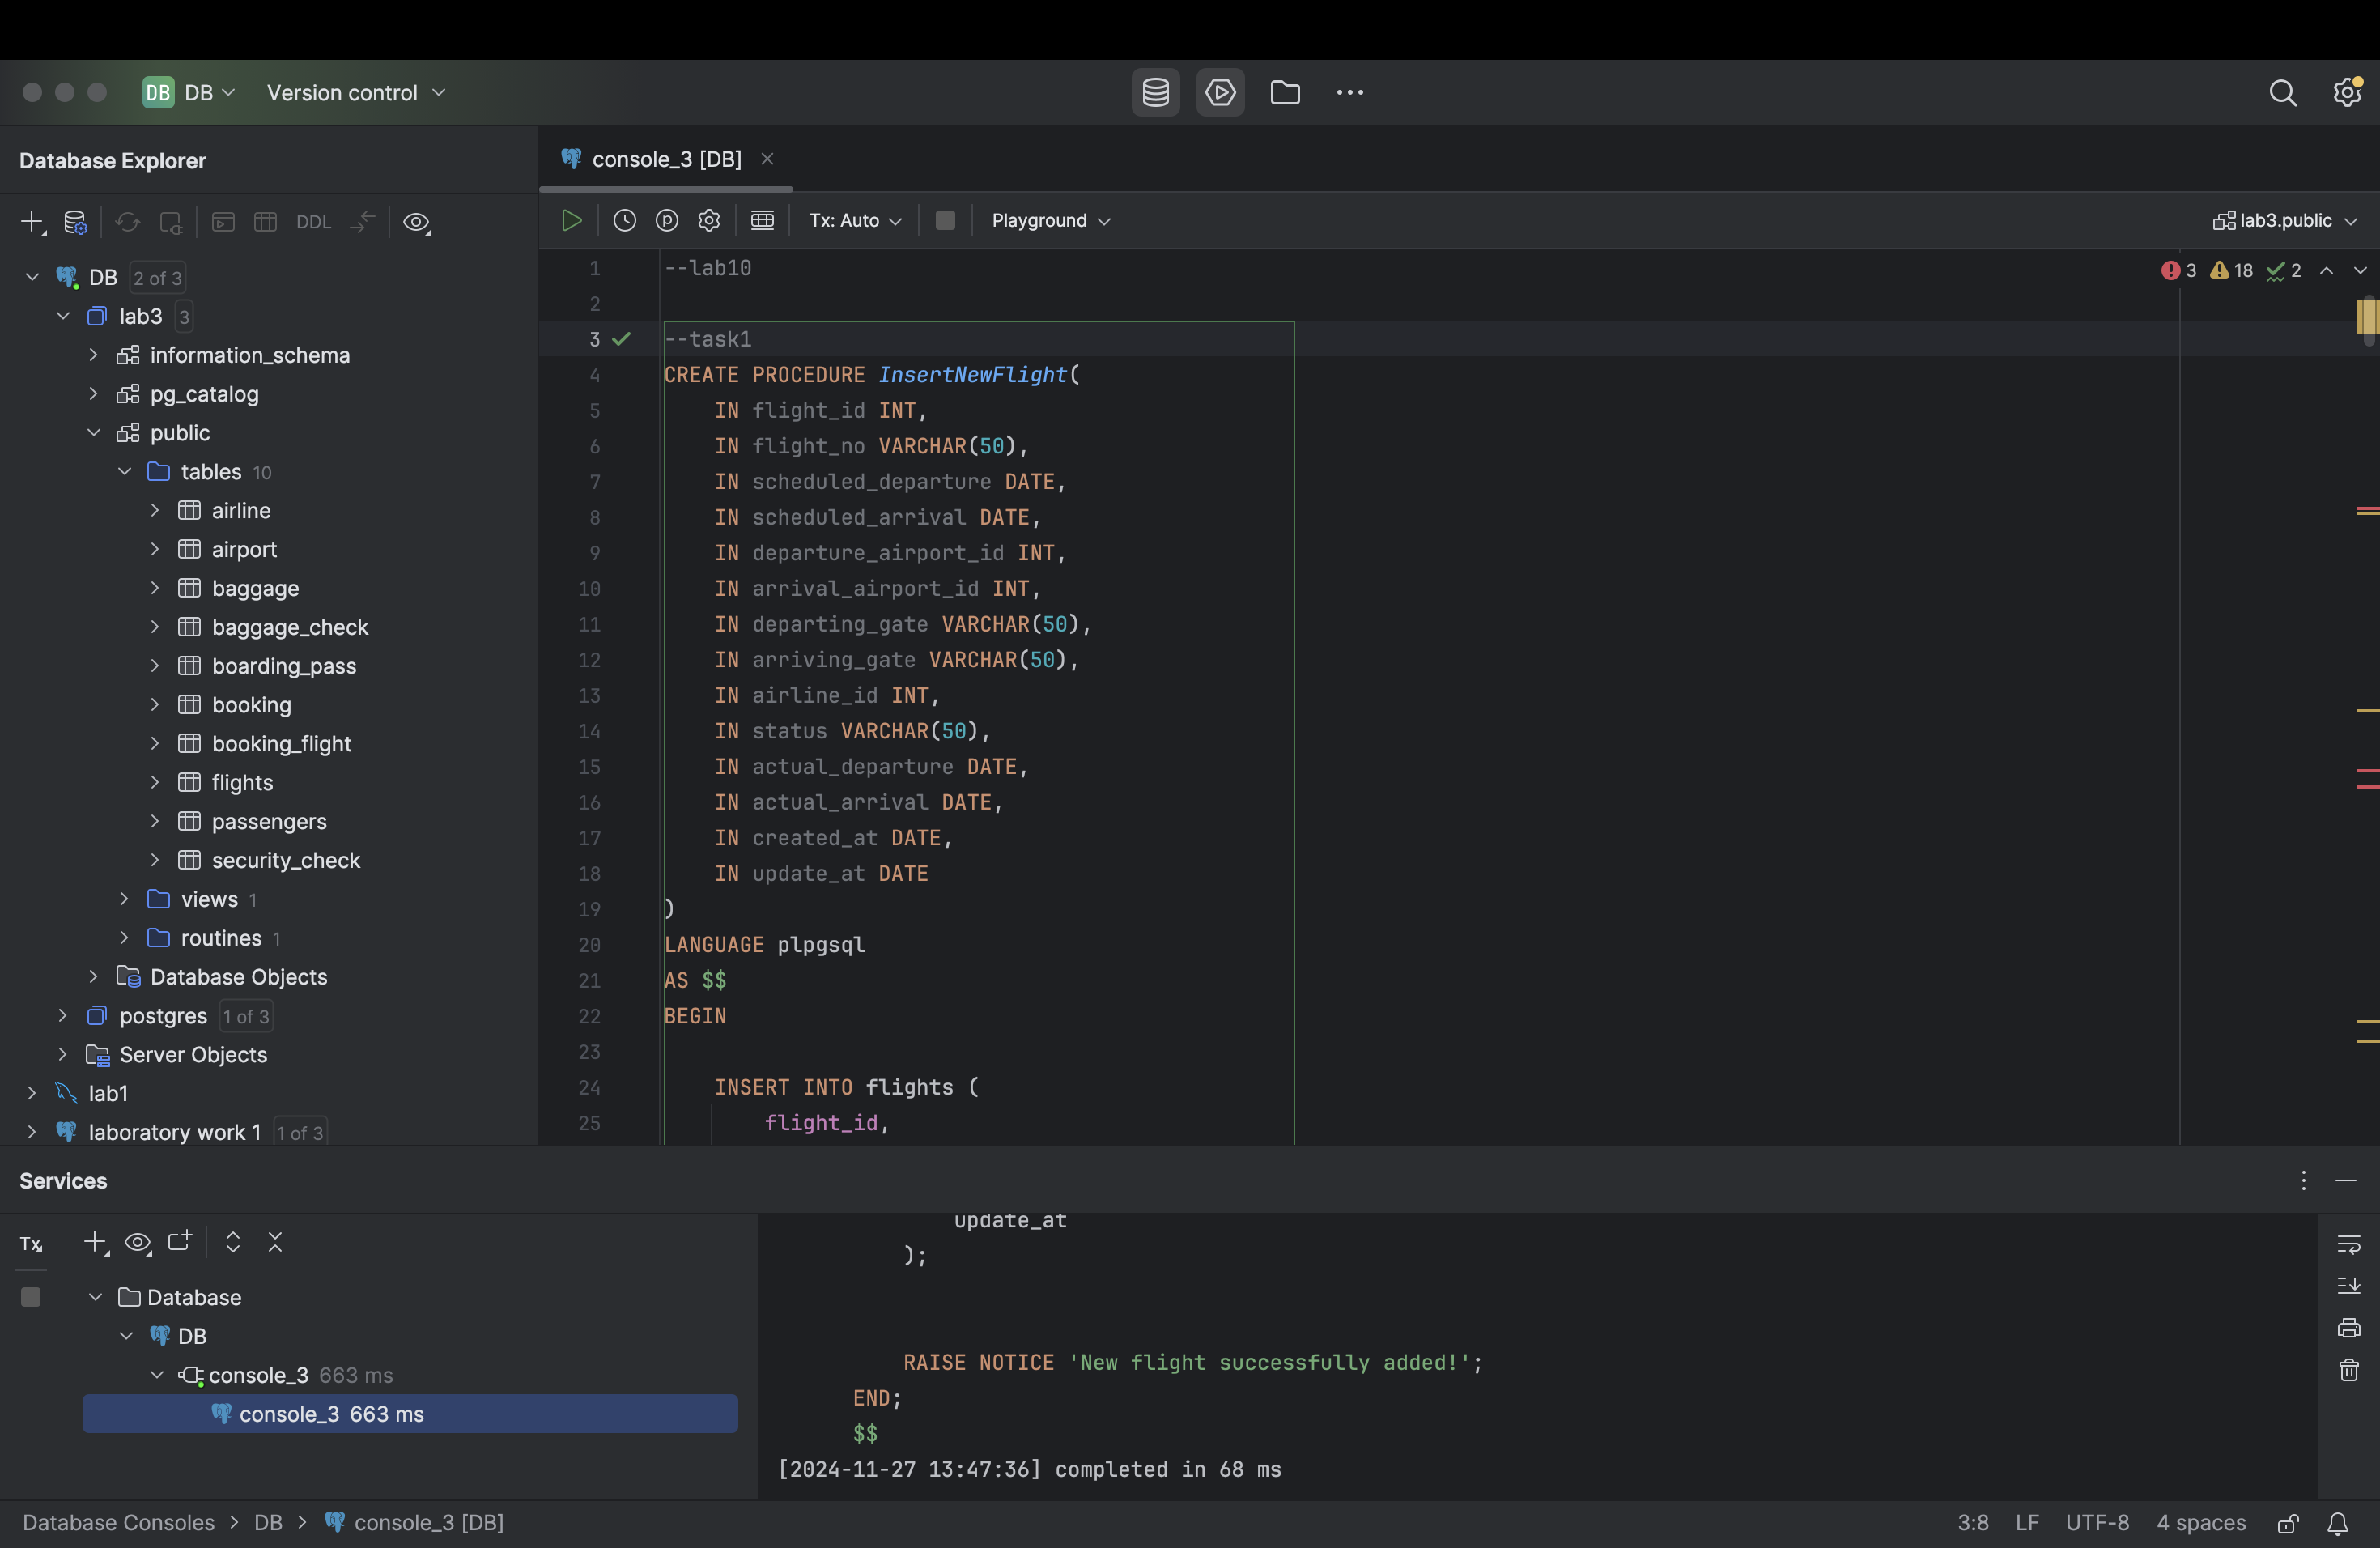 DB DB Version control
Database Explorer
console_3 [DB]
DDL
Tx: Auto Playground lab3.public
DB 2 of 3
lab3 3
information_schema
pg_catalog
public
tables 10
airline
airport
baggage
baggage_check
boarding_pass
booking
booking_flight
flights
passengers
security_check
views 1
routines 1
Database Objects
postgres 1 of 3
Server Objects
lab1
laboratory work 1 1 of 3
3 18 2
1 --lab10
2
3 --task1
4 CREATE PROCEDURE InsertNewFlight(
5 IN flight_id INT,
6 IN flight_no VARCHAR(50),
7 IN scheduled_departure DATE,
8 IN scheduled_arrival DATE,
9 IN departure_airport_id INT,
10 IN arrival_airport_id INT,
11 IN departing_gate VARCHAR(50),
12 IN arriving_gate VARCHAR(50),
13 IN airline_id INT,
14 IN status VARCHAR(50),
15 IN actual_departure DATE,
16 IN actual_arrival DATE,
17 IN created_at DATE,
18 IN update_at DATE
19 )
20 LANGUAGE plpgsql
21 AS $$
22 BEGIN
23
24 INSERT INTO flights (
25 flight_id,
Services
Tx
Database
DB
console_3 663 ms
console_3 663 ms
update_at
);
RAISE NOTICE 'New flight successfully added!';
END;
$$
[2024-11-27 13:47:36] completed in 68 ms
Database Consoles > DB > console_3 [DB]
3:8 LF UTF-8 4 spaces